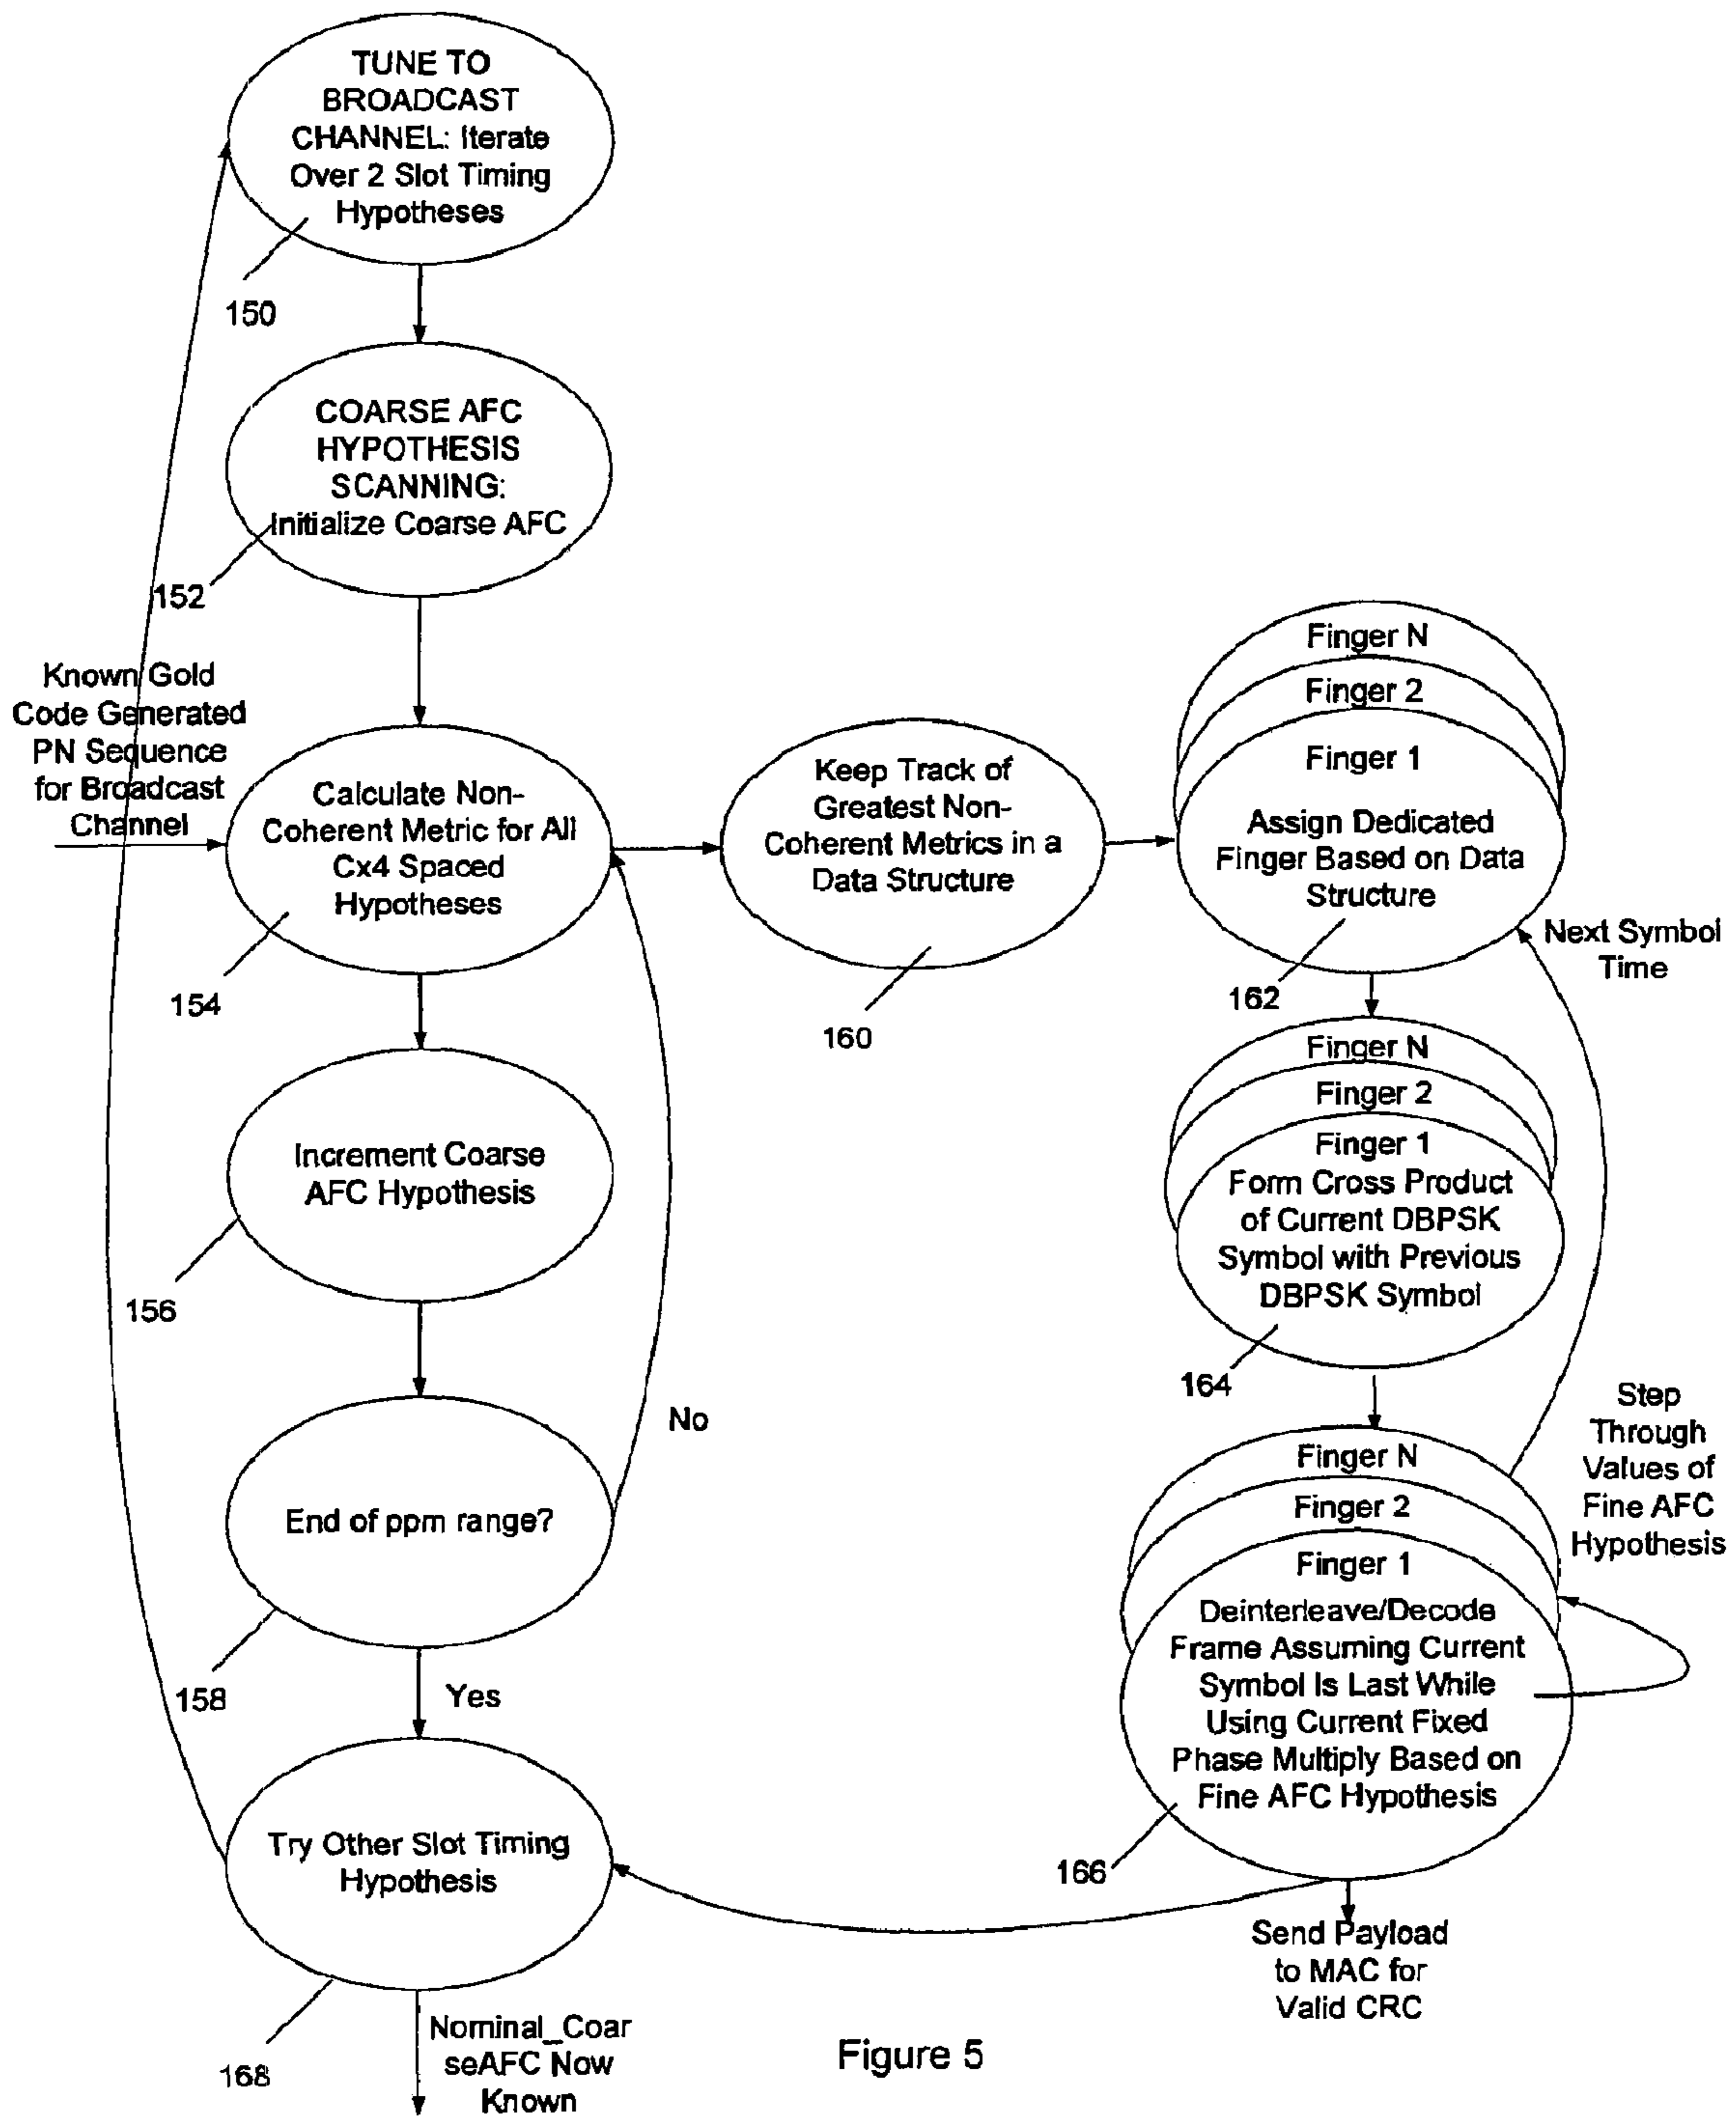 TUNE TO
BROADCAST
CHANNEL: Iterate
Over 2 Slot Timing
Hypotheses
150
COARSE AFC
HYPOTHESIS
SCANNING:
Initialize Coarse AFC
152
Known Gold
Code Generated
PN Sequence
for Broadcast
Channel
Calculate Non-
Coherent Metric for All
Cx4 Spaced
Hypotheses
154
Increment Coarse
AFC Hypothesis
156
End of ppm range?
No
158
Yes
Try Other Slot Timing
Hypothesis
168
Nominal_Coar
seAFC Now
Known
Keep Track of
Greatest Non-
Coherent Metrics in a
Data Structure
160
Finger N
Finger 2
Finger 1
Assign Dedicated
Finger Based on Data
Structure
162
Next Symbol
Time
Finger N
Finger 2
Finger 1
Form Cross Product
of Current DBPSK
Symbol with Previous
DBPSK Symbol
164
Step
Through
Values of
Fine AFC
Hypothesis
Finger N
Finger 2
Finger 1
Deinterleave/Decode
Frame Assuming Current
Symbol Is Last While
Using Current Fixed
Phase Multiply Based on
Fine AFC Hypothesis
166
Send Payload
to MAC for
Valid CRC
Figure 5